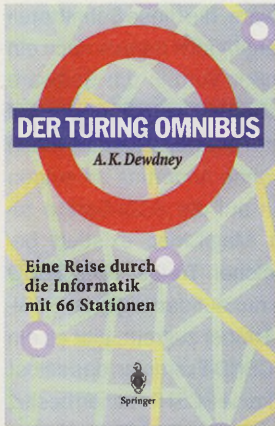 DER TURING OMNIBUS
A.K. Dewdney
Eine Reise durch
die Informatik
mit 66 Stationen
Springer